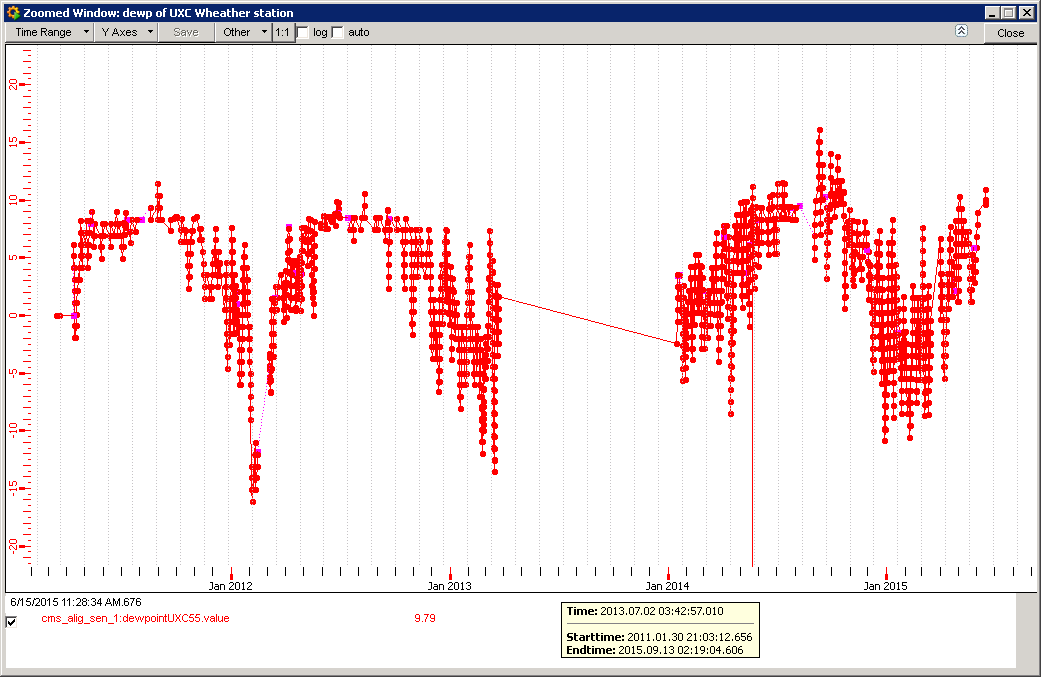 Zoomed Window: dewp of UXC Wheather station
Time Range Y Axes Save Other 1:1 log auto Close
20
15
10
5
0
-5
-10
-15
-20
Jan 2012 Jan 2013 Jan 2014 Jan 2015
6/15/2015 11:28:34 AM.676
cms_alig_sen_1:dewpointUXC55.value 9.79
Time: 2013.07.02 03:42:57.010
Starttime: 2011.01.30 21:03:12.656
Endtime: 2015.09.13 02:19:04.606